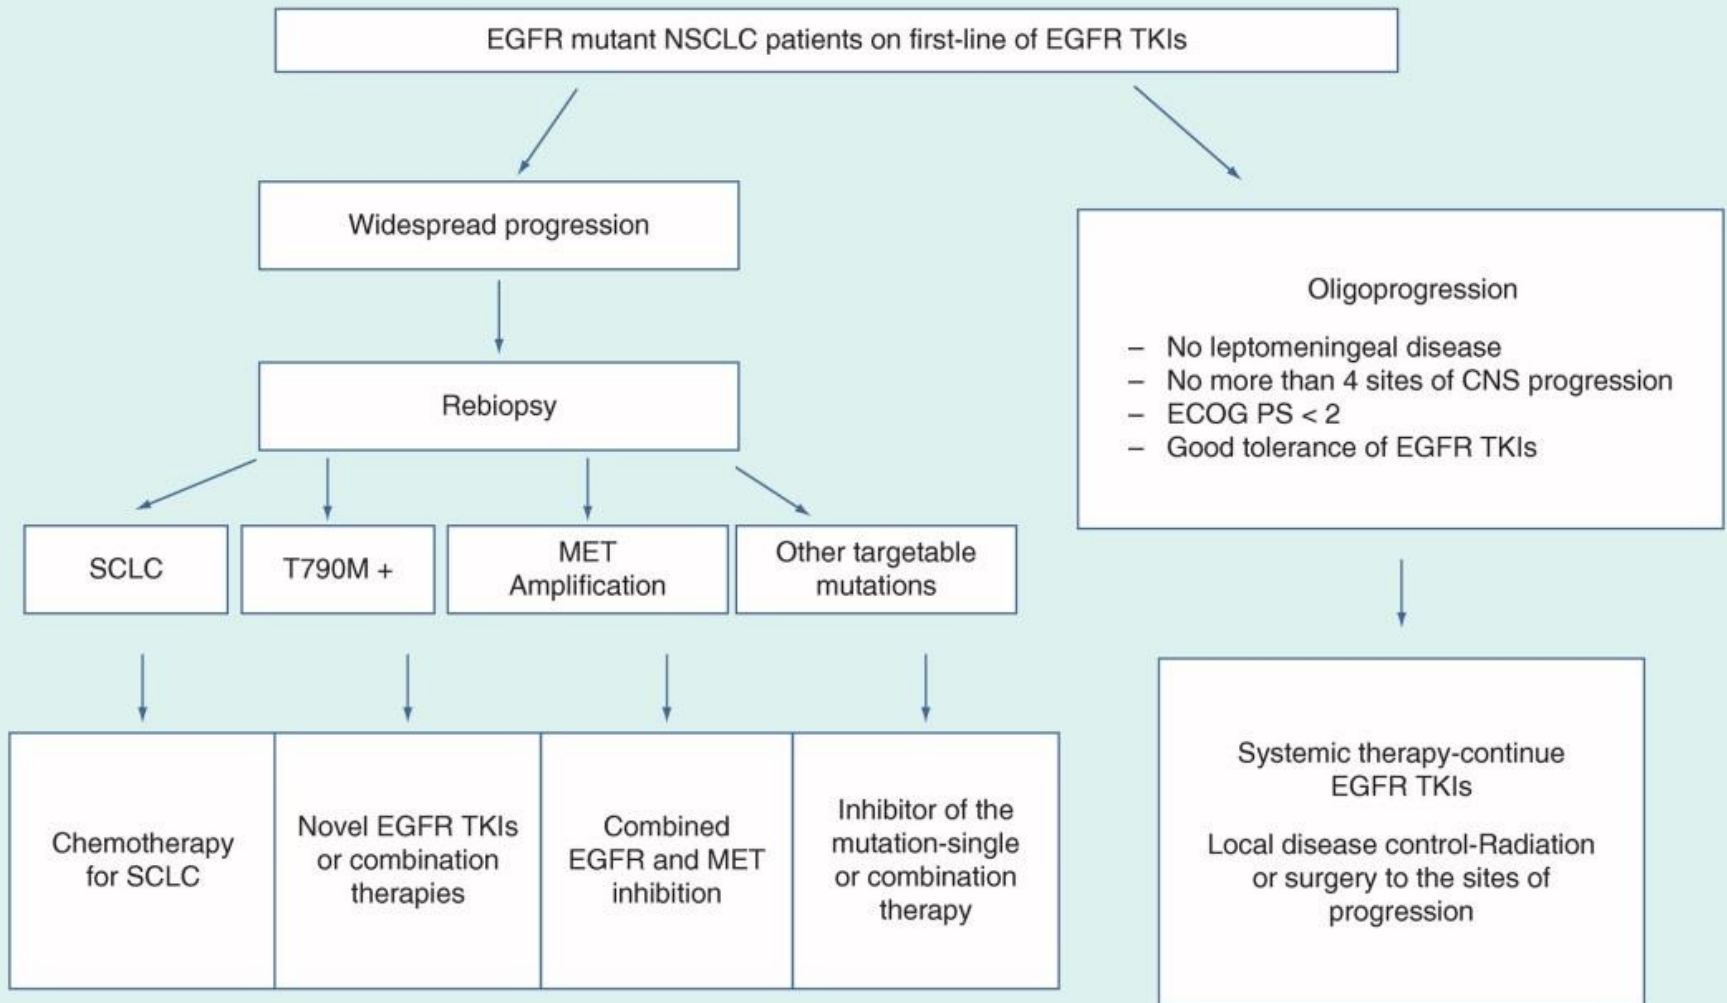 EGFR mutant NSCLC patients on first-line of EGFR TKIs
Widespread progression
Rebiopsy
SCLC
T790M +
MET
Amplification
Other targetable
mutations
Chemotherapy
for SCLC
Novel EGFR TKIs
or combination
therapies
Combined
EGFR and MET
inhibition
Inhibitor of the
mutation-single
or combination
therapy
Oligoprogression
– No leptomeningeal disease
– No more than 4 sites of CNS progression
– ECOG PS < 2
– Good tolerance of EGFR TKIs
Systemic therapy-continue
EGFR TKIs
Local disease control-Radiation
or surgery to the sites of
progression